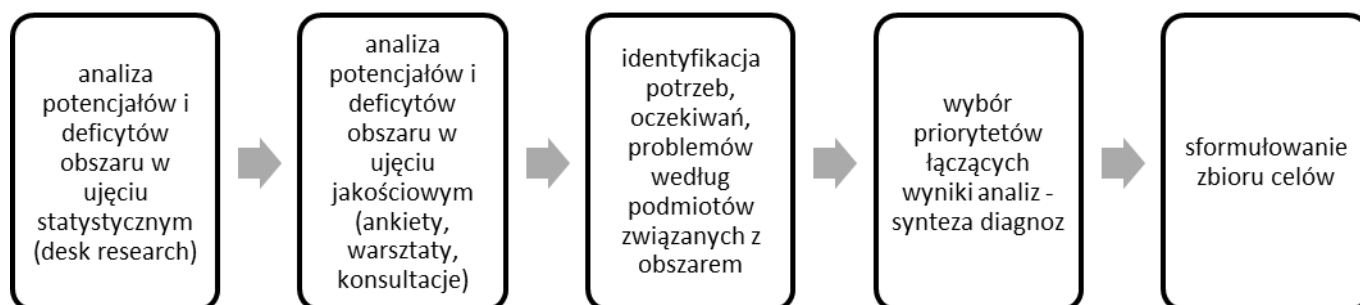 analiza
potencjałów i
deficytów
obszaru w
ujęciu
statystycznym
(desk research)
analiza
potencjałów i
deficytów
obszaru w
ujęciu
jakościowym
(ankiety,
warsztaty,
konsultacje)
identyfikacja
potrzeb,
oczekiwań,
problemów
według
podmiotów
związanych z
obszarem
wybór
priorytetów
łączących
wyniki analiz -
synteza diagnoz
sformułowanie
zbioru celów